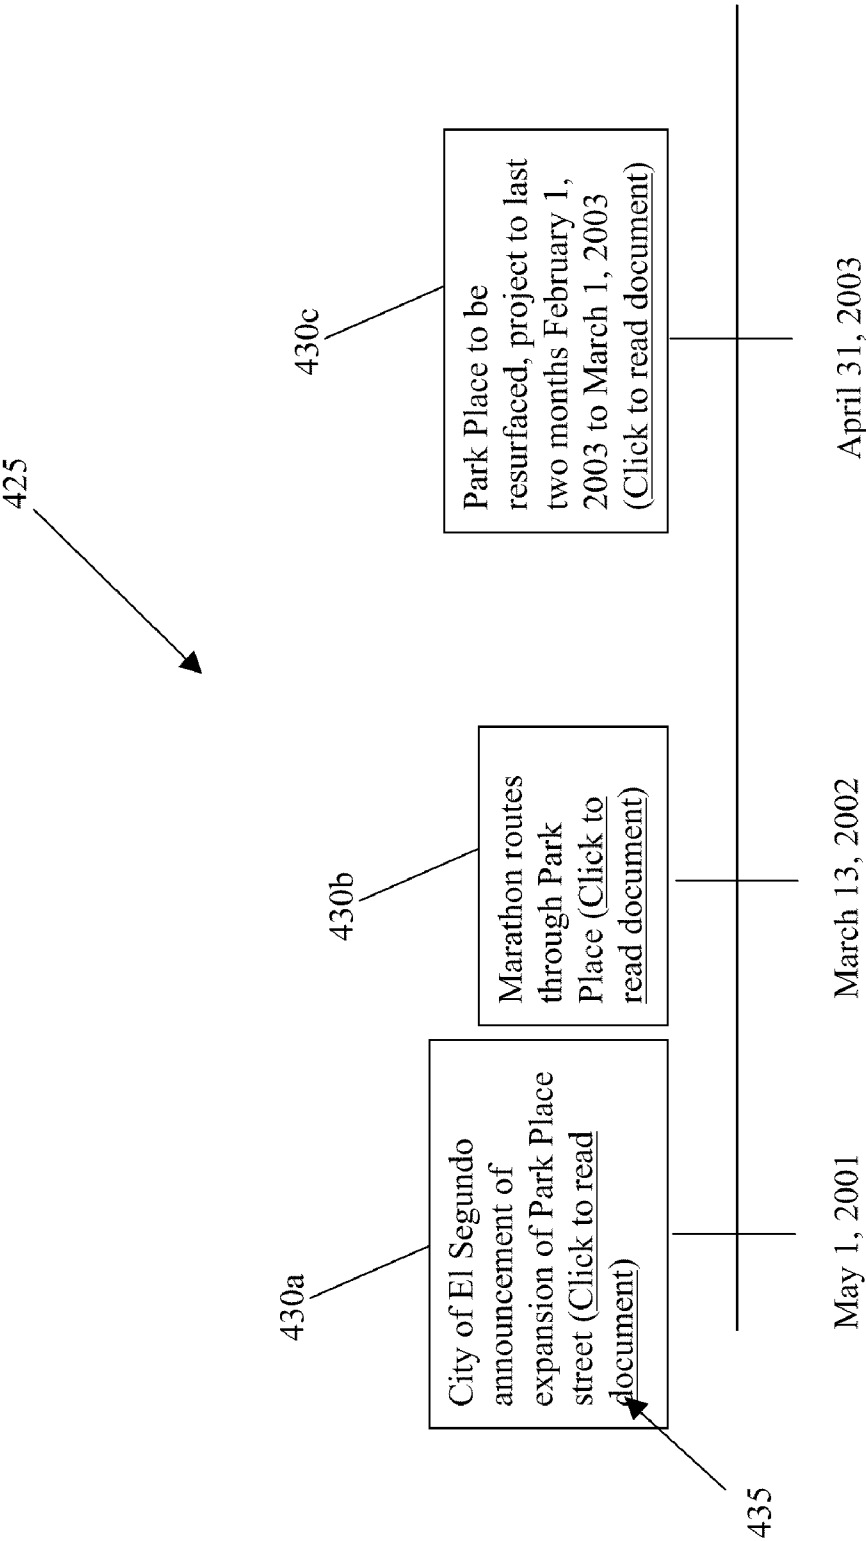 425
430a
430b
430c
City of El Segundo
announcement of
expansion of Park Place
street (Click to read
document)
Marathon routes
through Park
Place (Click to
read document)
Park Place to be
resurfaced, project to last
two months February 1,
2003 to March 1, 2003
(Click to read document)
435
May 1, 2001
March 13, 2002
April 31, 2003